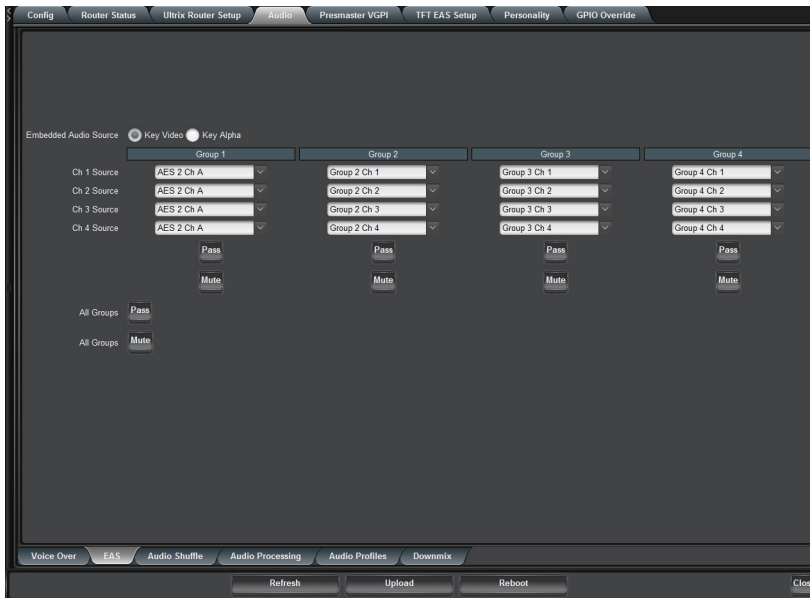 Config Router Status Ultrix Router Setup Audio Presmaster VGPI TFT EAS Setup Personality GPIO Override
Embedded Audio Source Key Video Key Alpha
Group 1 Group 2 Group 3 Group 4
Ch 1 Source AES 2 Ch A Group 2 Ch 1 Group 3 Ch 1 Group 4 Ch 1
Ch 2 Source AES 2 Ch A Group 2 Ch 2 Group 3 Ch 2 Group 4 Ch 2
Ch 3 Source AES 2 Ch A Group 2 Ch 3 Group 3 Ch 3 Group 4 Ch 3
Ch 4 Source AES 2 Ch A Group 2 Ch 4 Group 3 Ch 4 Group 4 Ch 4
Pass Pass Pass Pass
Mute Mute Mute Mute
All Groups Pass
All Groups Mute
Voice Over EAS Audio Shuffle Audio Processing Audio Profiles Downmix
Refresh Upload Reboot Clos